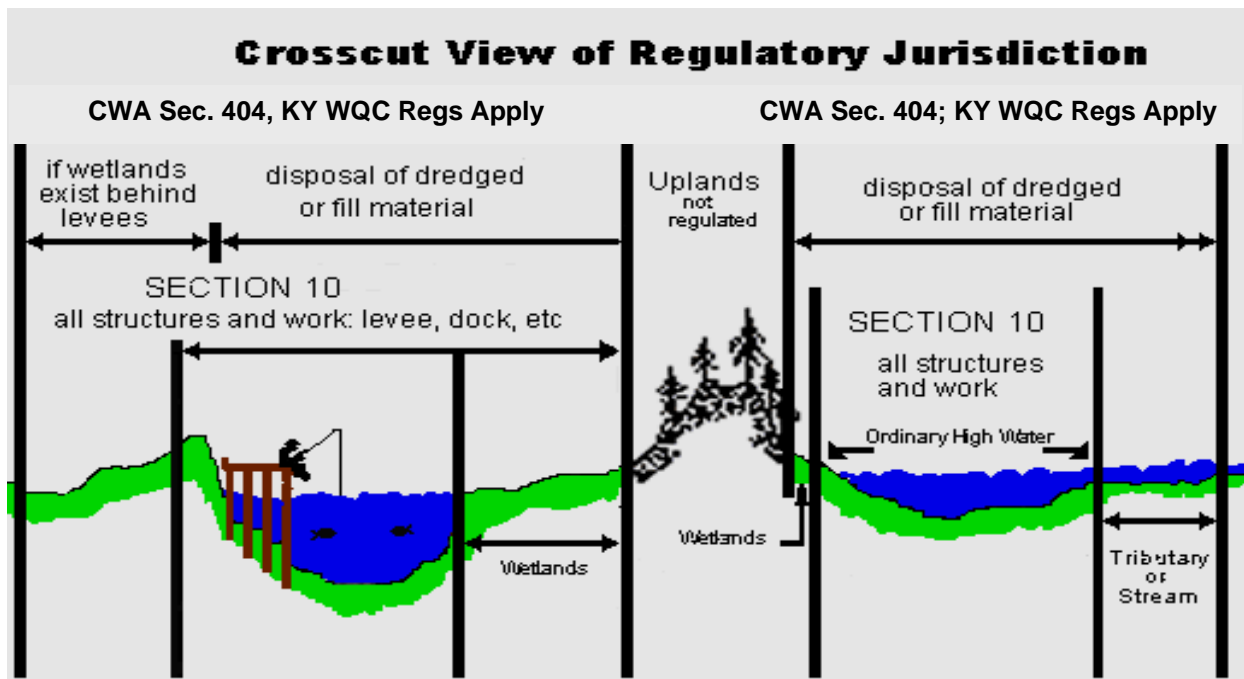 Crosscut View of Regulatory Jurisdiction
CWA Sec. 404, KY WQC Regs Apply
CWA Sec. 404; KY WQC Regs Apply
if wetlands
exist behind
levees
disposal of dredged
or fill material
Uplands
not
regulated
disposal of dredged
or fill material
SECTION 10
all structures and work: levee, dock, etc
SECTION 10
all structures
and work
Ordinary High Water
Wetlands
Wetlands
Tributary
or
Stream